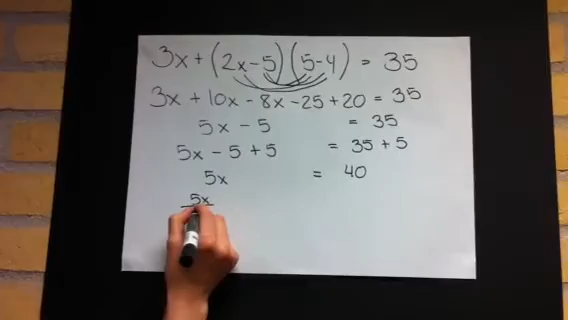 3x + (2x - 5)(5 - 4) = 35
3x + 10x - 8x - 25 + 20 = 35
5x - 5 = 35
5x - 5 + 5 = 35 + 5
5x = 40
5x